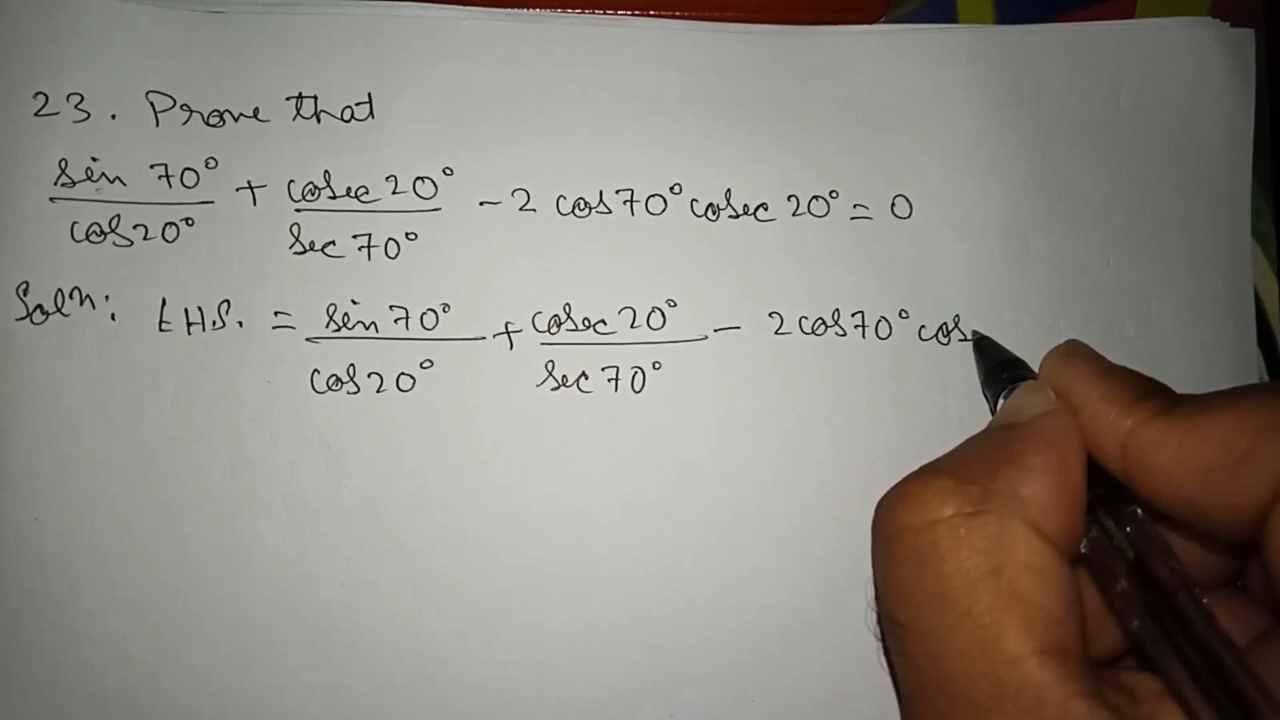 23. Prove that
sin 70° / cos 20° + cosec 20° / sec 70° - 2 cos 70° cosec 20° = 0
Soln: L H.S. = sin 70° / cos 20° + cosec 20° / sec 70° - 2 cos 70° cos